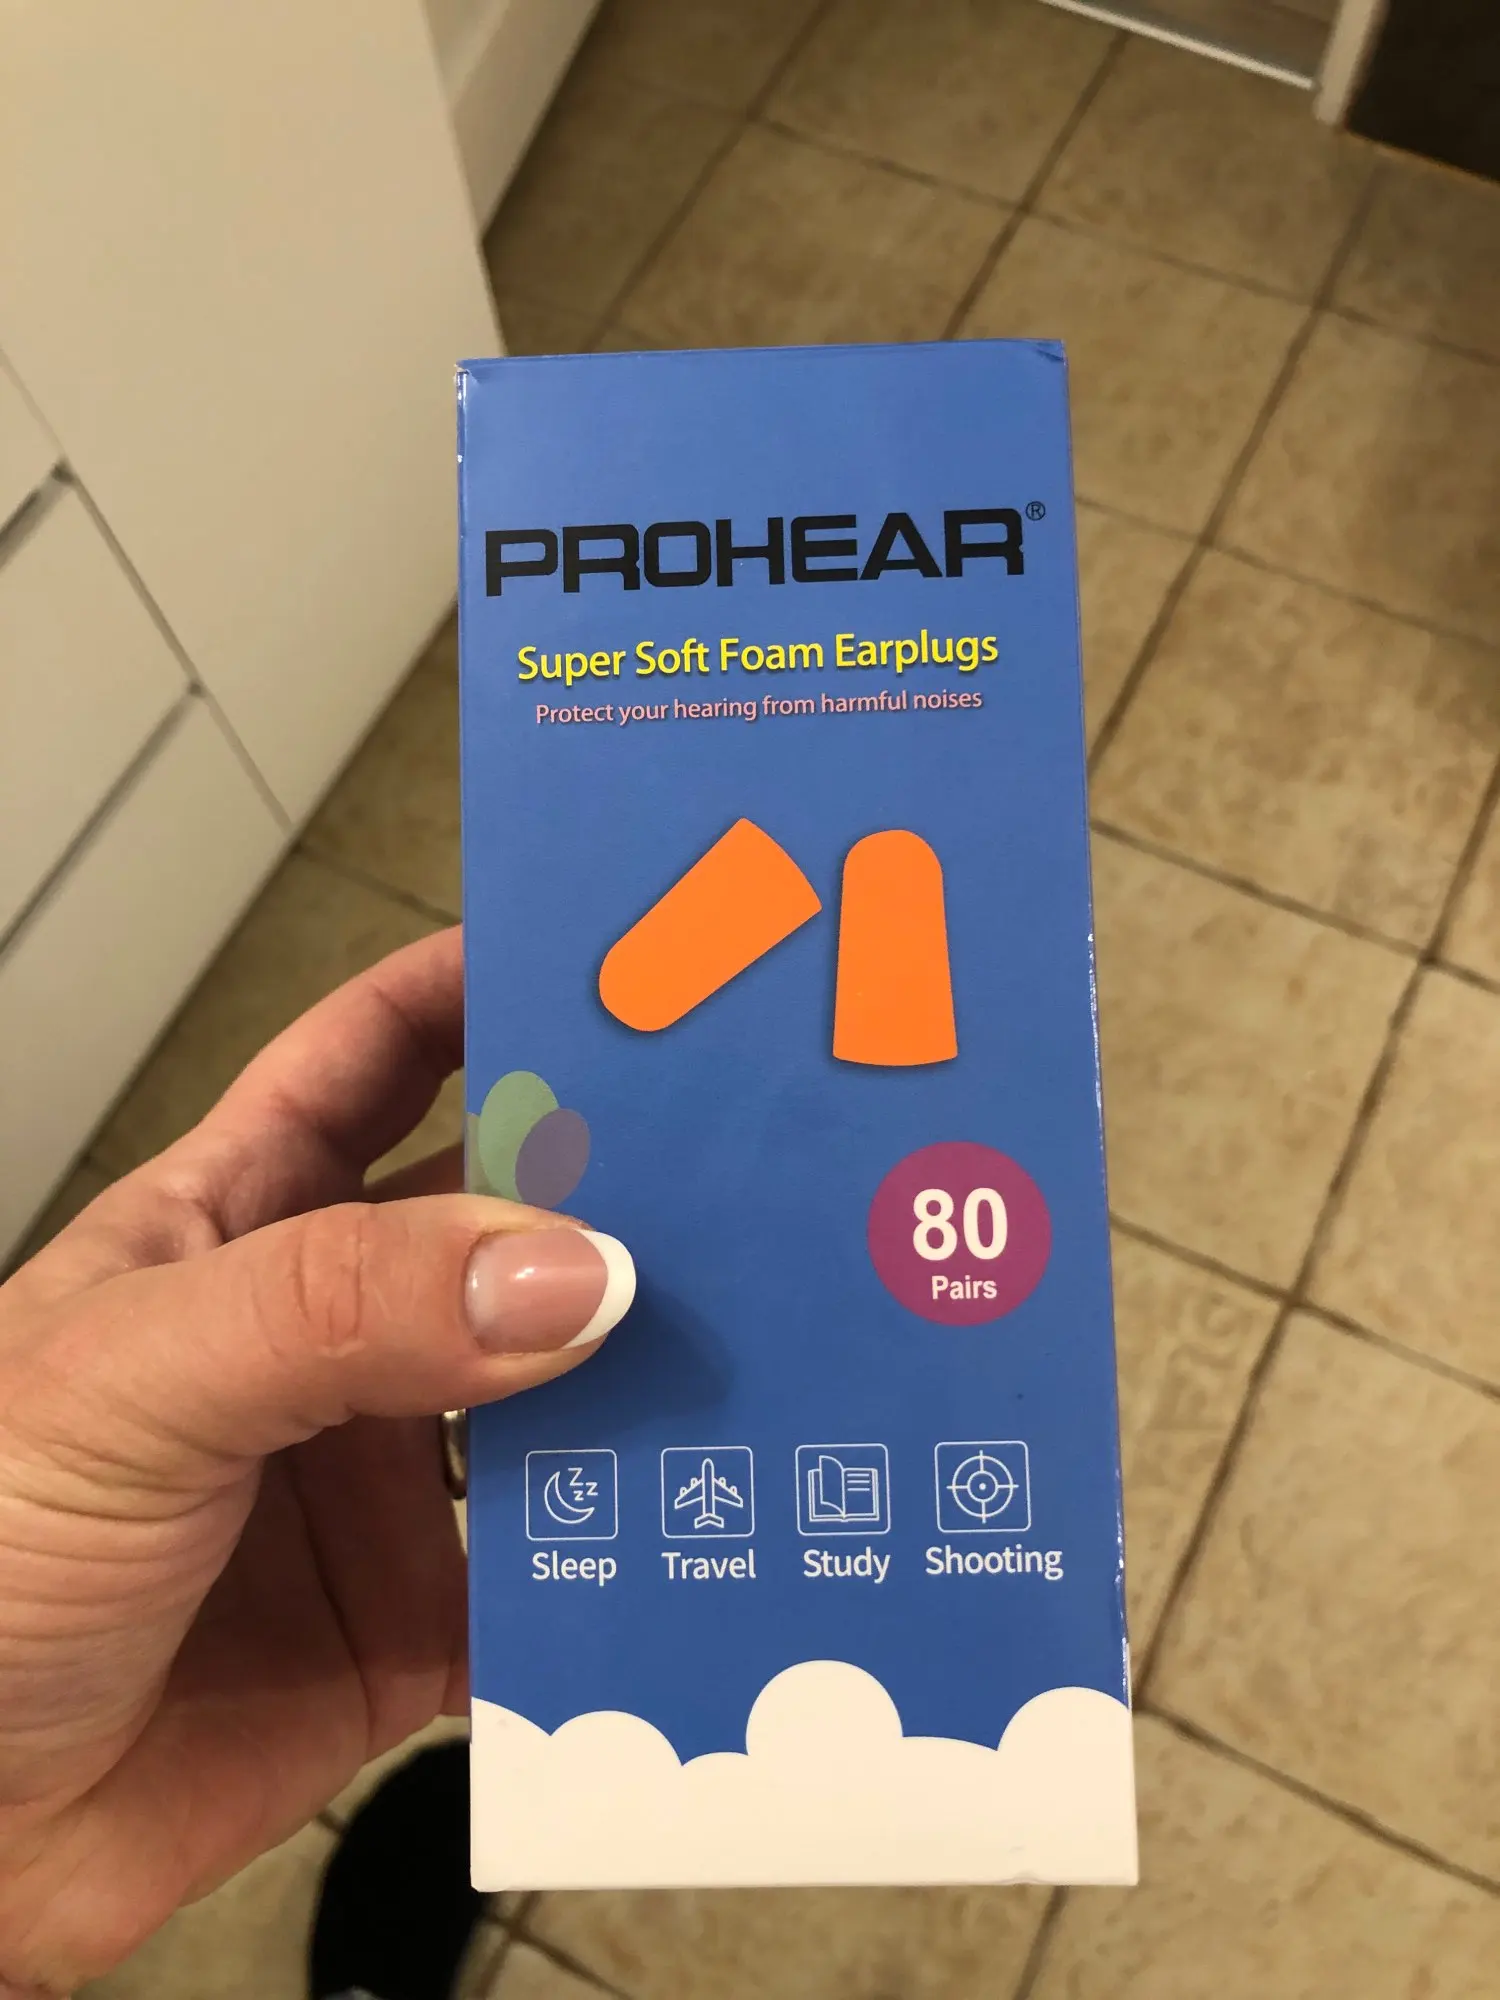 PROHEAR®
Super Soft Foam Earplugs
Protect your hearing from harmful noises
80
Pairs
Z
z z
Sleep Travel Study Shooting